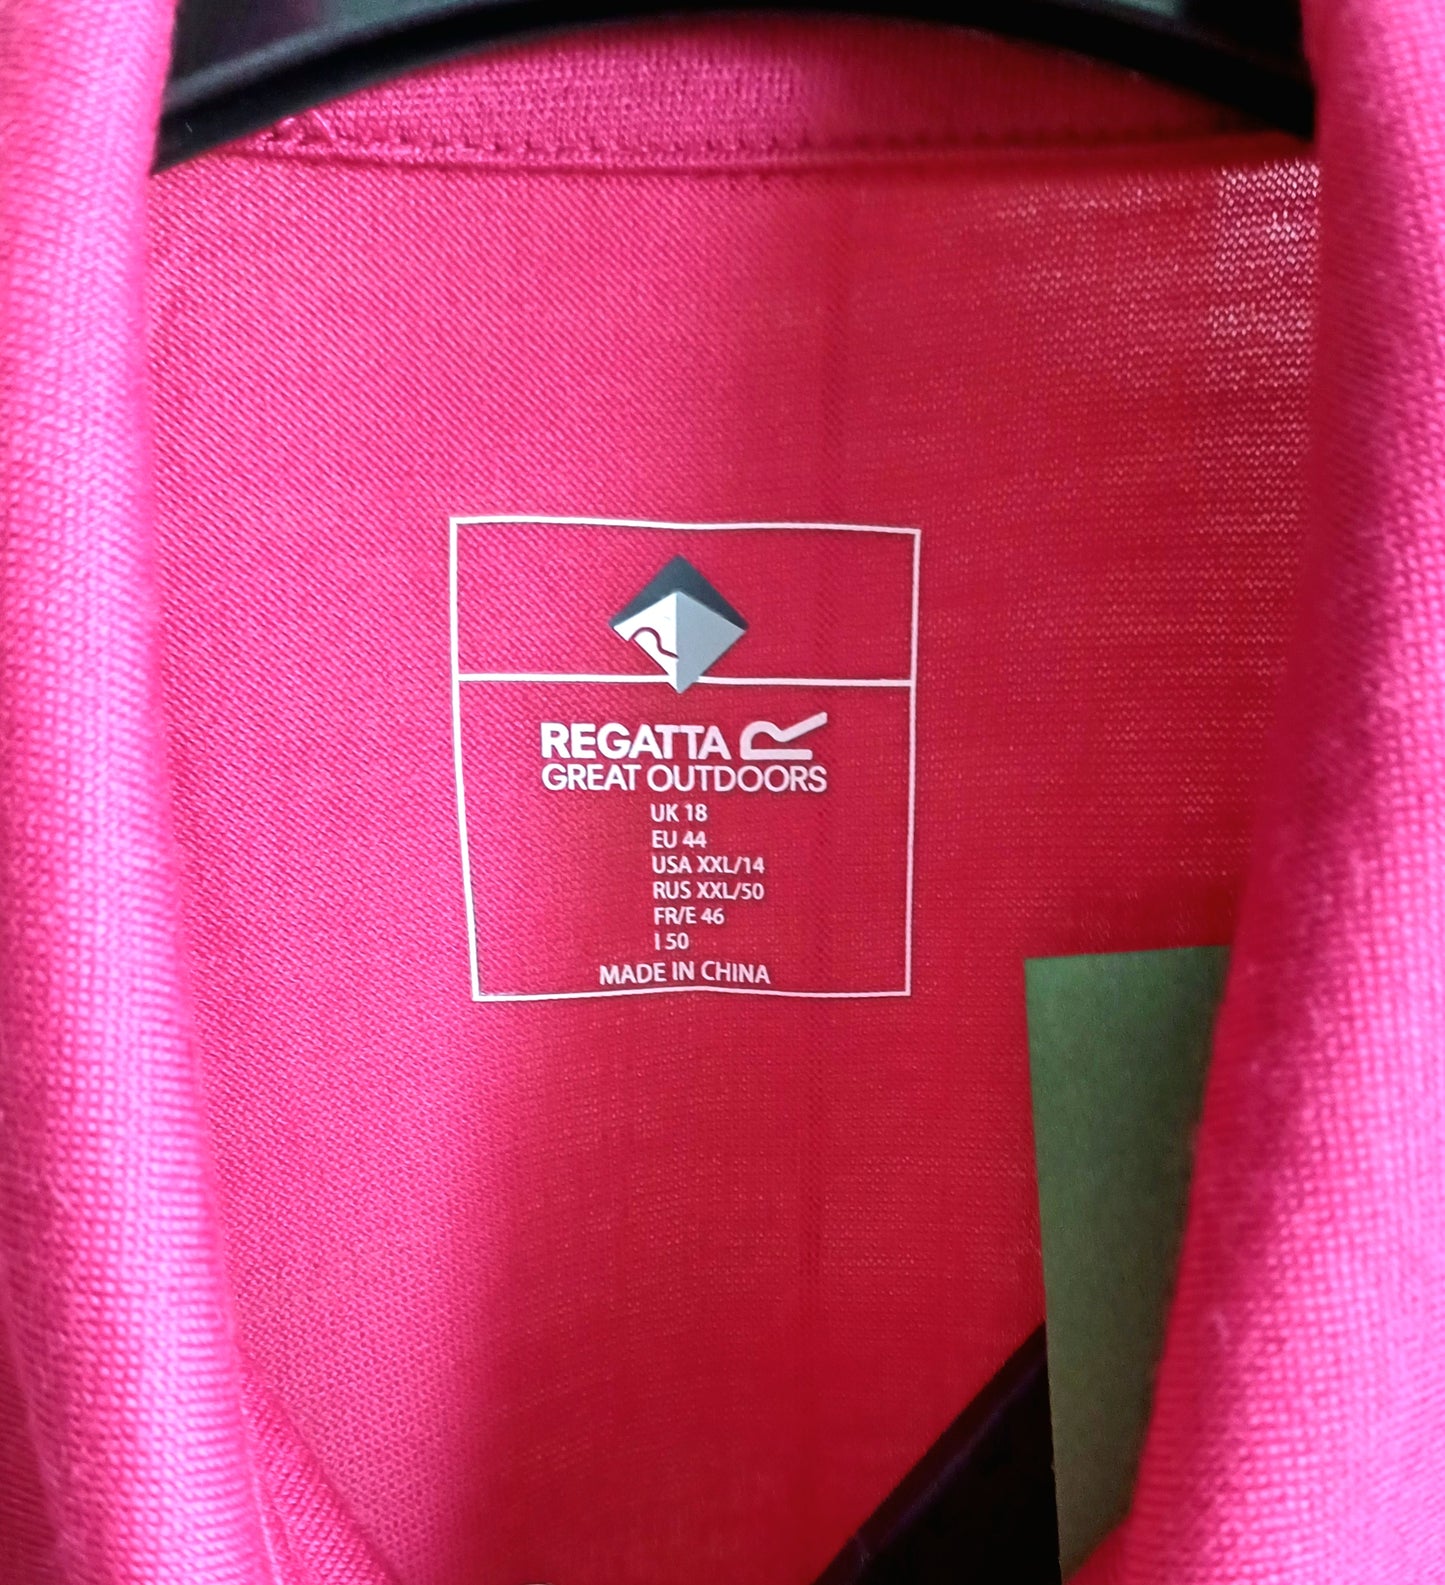 REGATTA
GREAT OUTDOORS
UK 18
EU 44
USA XXL/14
RUS XXL/50
FR/E 46
I 50
MADE IN CHINA